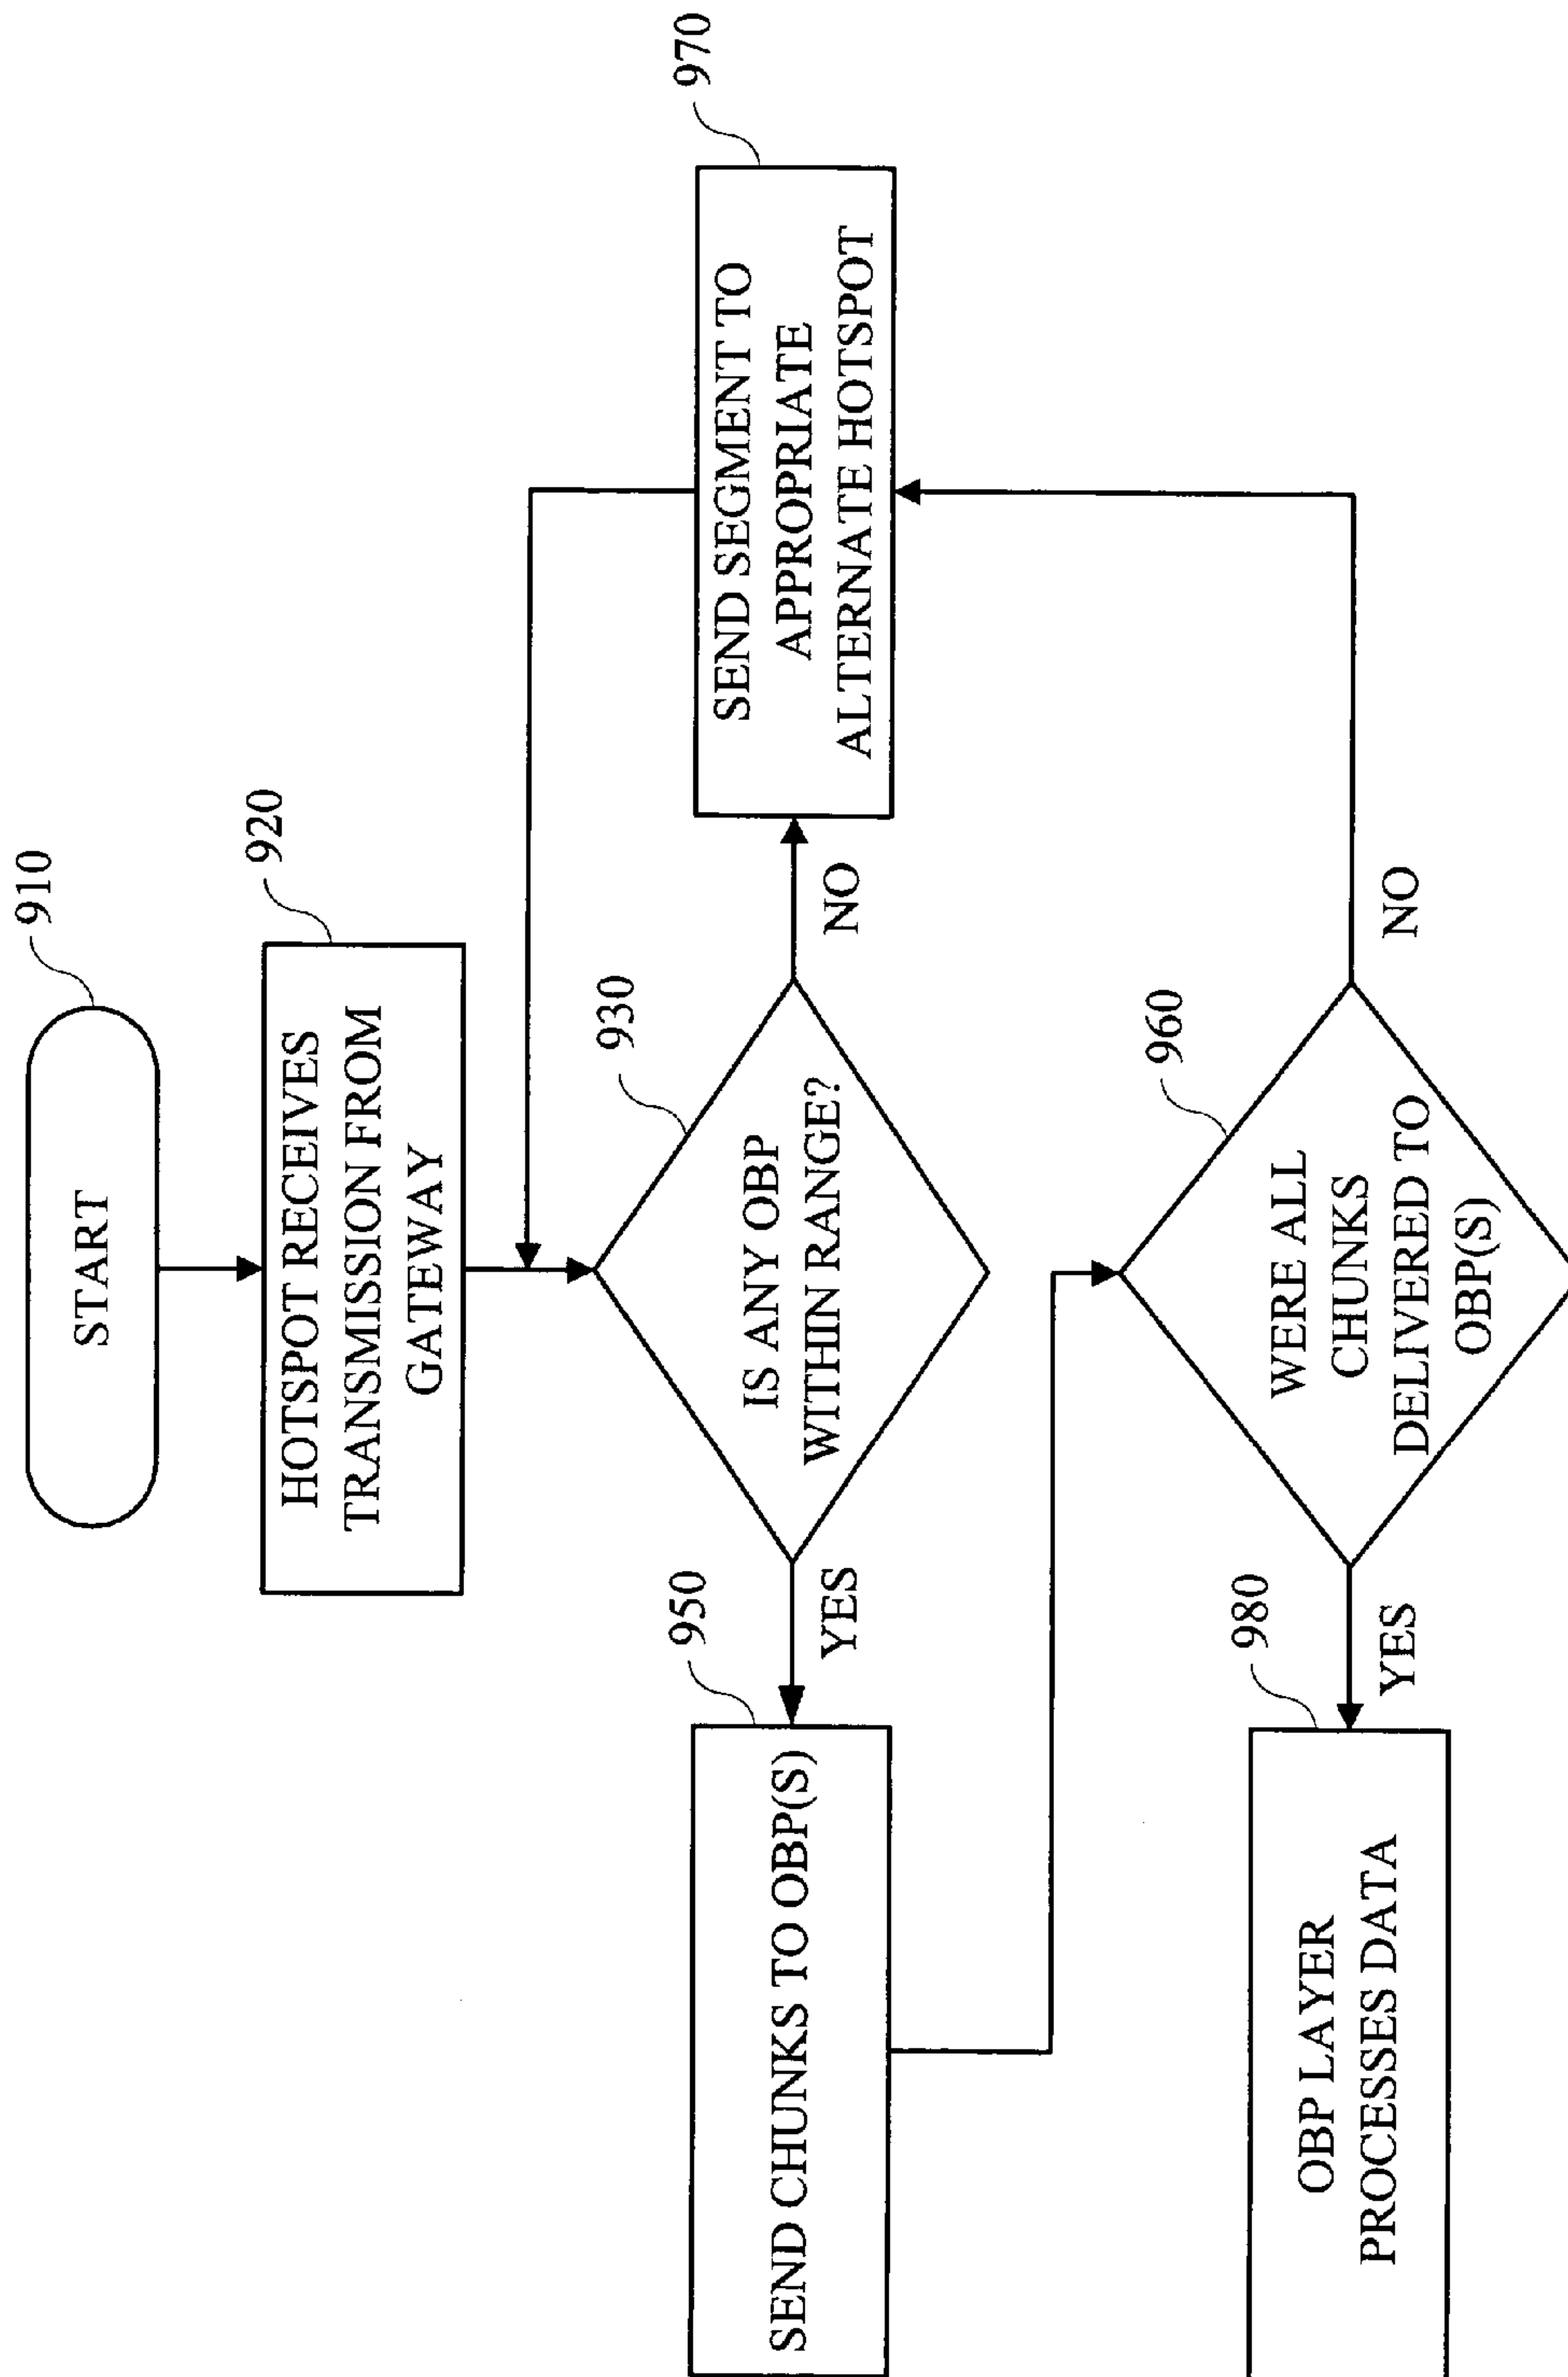 910
START
920
HOTSPOT RECEIVES
TRANSMISSION FROM
GATEWAY
930
IS ANY OBP
WITHIN RANGE?
YES
NO
950
SEND CHUNKS TO OBP(S)
970
SEND SEGMENT TO
APPROPRIATE
ALTERNATE HOTSPOT
960
WERE ALL
CHUNKS
DELIVERED TO
OBP(S)
YES
NO
980
OBP LAYER
PROCESSES DATA